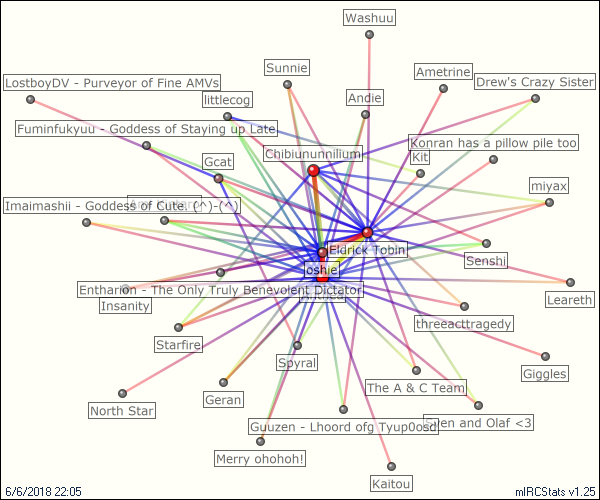 Washuu
Sunnie
Ametrine
LostboyDV - Purveyor of Fine AMVs
Drew's Crazy Sister
littlecog
Andie
Fuminfukyuu - Goddess of Staying up Late
Konran has a pillow pile too
Chibiununnilium
Kit
Gcat
miyax
Imaimashii - Goddess of Cute. (^)-(^)
Eldrick Tobin
Senshi
oshie
Entharion - The Only Truly Benevolent Dictator
Insanity
Leareth
threeacttragedy
Starfire
Spyral
Giggles
The A & C Team
Geran
North Star
Guuzen - Lhoord ofg Tyup0osd
Sven and Olaf <3
Merry ohohoh!
Kaitou
6/6/2018 22:05
mIRCStats v1.25